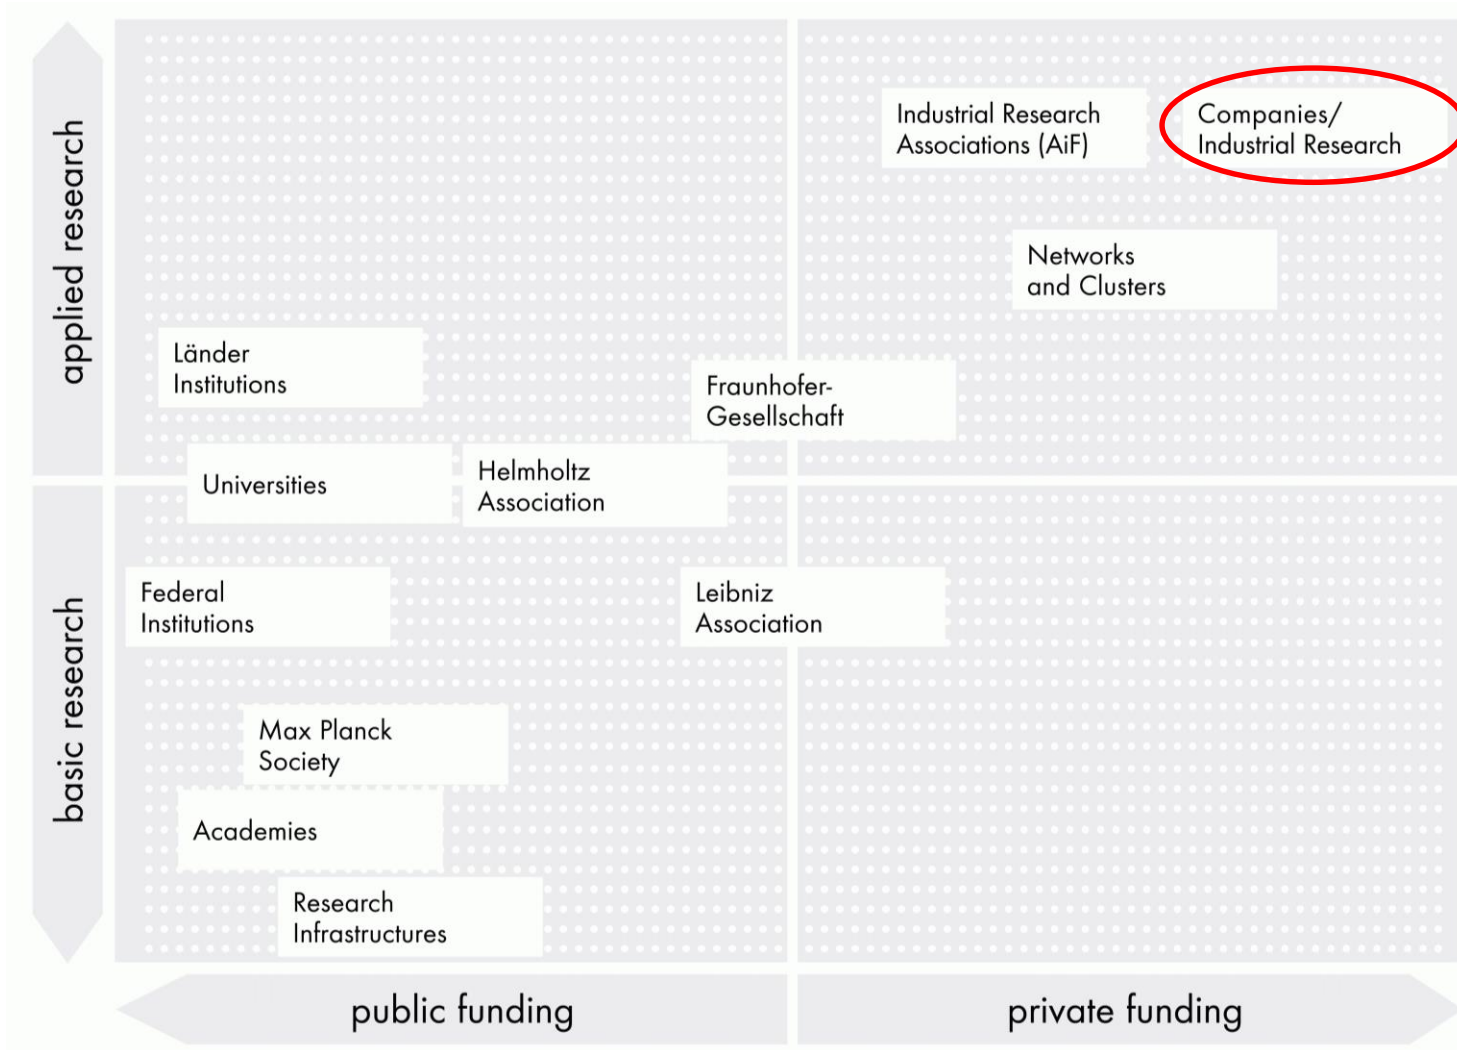 applied research
Industrial Research
Associations (AiF)
Companies/
Industrial Research
Networks
and Clusters
Länder
Institutions
Fraunhofer-
Gesellschaft
Universities
Helmholtz
Association
basic research
Federal
Institutions
Leibniz
Association
Max Planck
Society
Academies
Research
Infrastructures
public funding
private funding